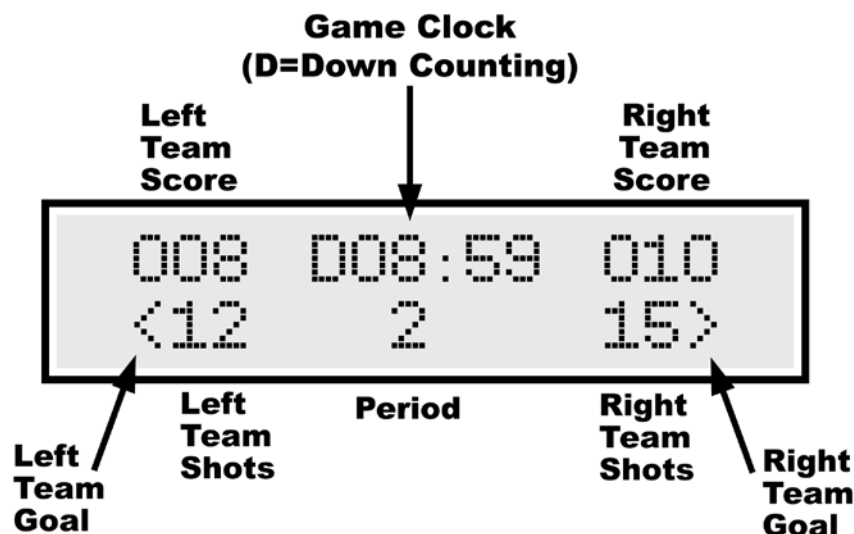 Game Clock
(D=Down Counting)
Left
Team
Score
Right
Team
Score
008 D08:59 010
<12 2 15>
Left
Team
Goal
Left
Team
Shots
Period
Right
Team
Shots
Right
Team
Goal